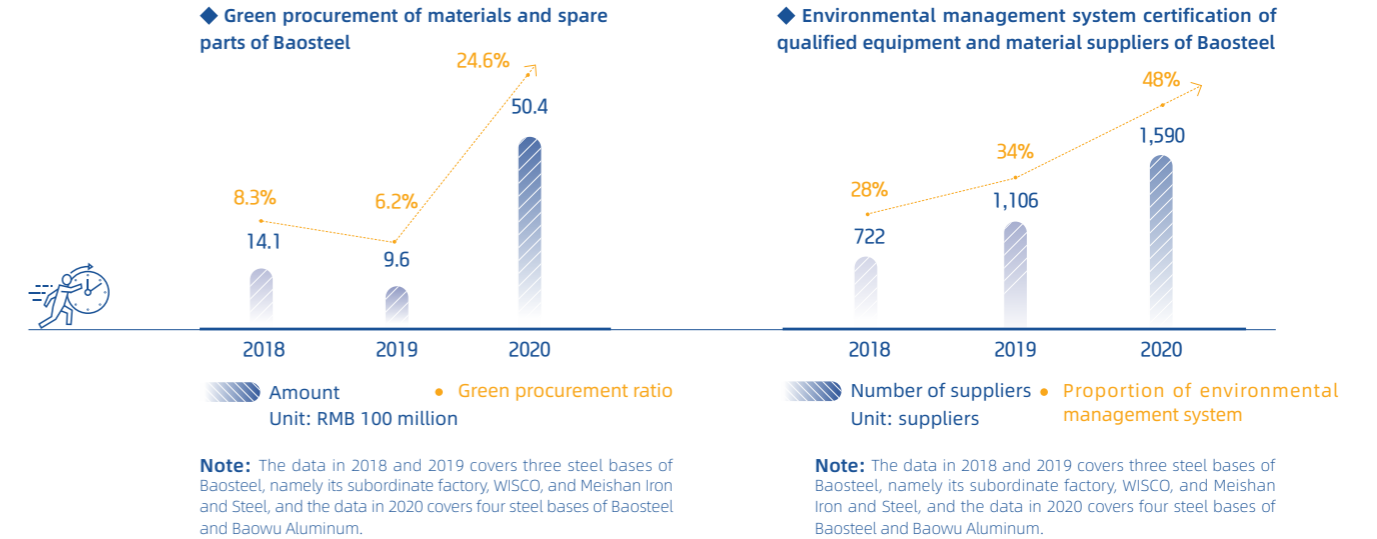 ◆ Green procurement of materials and spare
parts of Baosteel
24.6%
50.4
8.3%
6.2%
14.1
9.6
2018 2019 2020
Amount
Unit: RMB 100 million
Green procurement ratio
Note: The data in 2018 and 2019 covers three steel bases of
Baosteel, namely its subordinate factory, WISCO, and Meishan Iron
and Steel, and the data in 2020 covers four steel bases of Baosteel
and Baowu Aluminum.
◆ Environmental management system certification of
qualified equipment and material suppliers of Baosteel
48%
1,590
34%
28%
1,106
722
2018 2019 2020
Number of suppliers
Unit: suppliers
Proportion of environmental
management system
Note: The data in 2018 and 2019 covers three steel bases of
Baosteel, namely its subordinate factory, WISCO, and Meishan
Iron and Steel, and the data in 2020 covers four steel bases of
Baosteel and Baowu Aluminum.